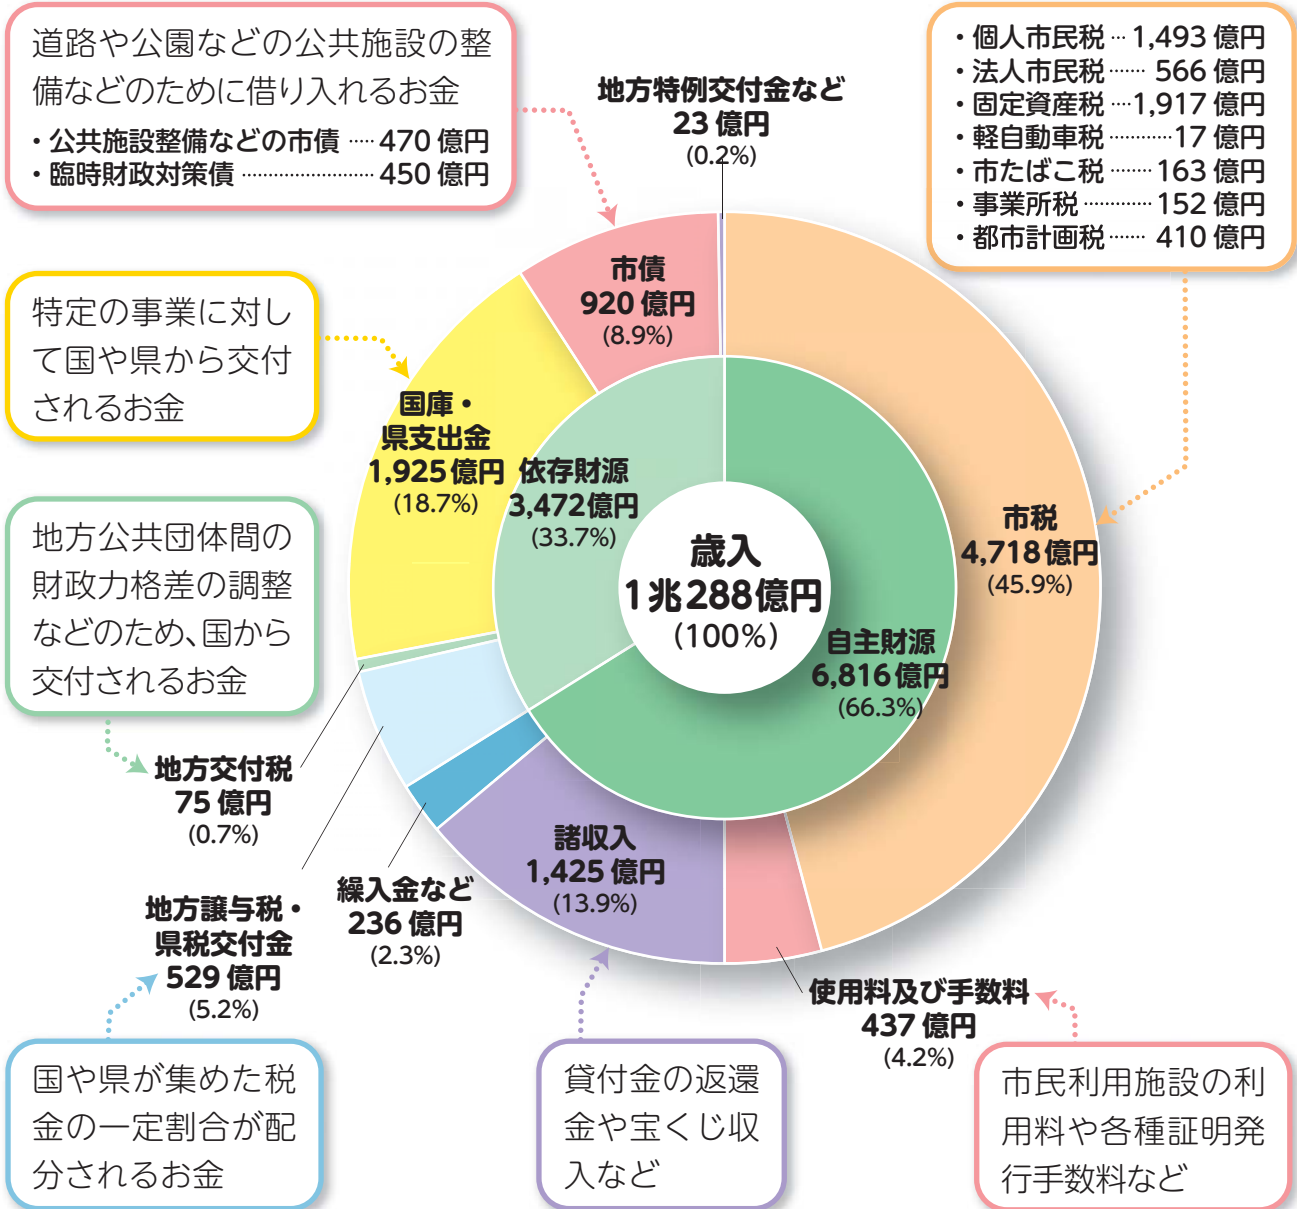 道路や公園などの公共施設の整
備などのために借り入れるお金
・公共施設整備などの市債 ····· 470 億円
・臨時財政対策債 ······················ 450 億円
地方特例交付金など
23 億円
(0.2%)
・個人市民税 ··· 1,493 億円
・法人市民税 ······· 566 億円
・固定資産税 ····1,917 億円
・軽自動車税 ···········17 億円
・市たばこ税 ········ 163 億円
・事業所税 ············· 152 億円
・都市計画税 ······· 410 億円
特定の事業に対し
て国や県から交付
されるお金
市債
920 億円
(8.9%)
国庫・
県支出金
1,925億円
(18.7%)
依存財源
3,472億円
(33.7%)
歳入
1兆288億円
(100%)
市税
4,718億円
(45.9%)
自主財源
6,816億円
(66.3%)
地方公共団体間の
財政力格差の調整
などのため、国から
交付されるお金
地方交付税
75 億円
(0.7%)
地方譲与税・
県税交付金
529 億円
(5.2%)
繰入金など
236 億円
(2.3%)
諸収入
1,425 億円
(13.9%)
使用料及び手数料
437 億円
(4.2%)
国や県が集めた税
金の一定割合が配
分されるお金
貸付金の返還
金や宝くじ収
入など
市民利用施設の利
用料や各種証明発
行手数料など